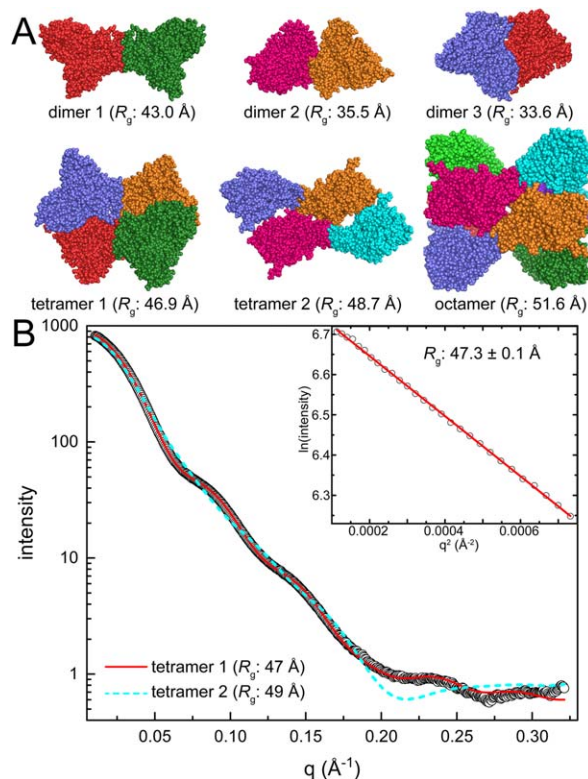 A
dimer 1 (Rg: 43.0 Å)
dimer 2 (Rg: 35.5 Å)
dimer 3 (Rg: 33.6 Å)
tetramer 1 (Rg: 46.9 Å)
tetramer 2 (Rg: 48.7 Å)
octamer (Rg: 51.6 Å)
B
1000
100
10
1
intensity
6.7
6.6
6.5
6.4
6.3
ln(intensity)
Rg: 47.3 ± 0.1 Å
0.0002
0.0004
0.0006
q² (Å⁻²)
tetramer 1 (Rg: 47 Å)
tetramer 2 (Rg: 49 Å)
0.05
0.10
0.15
0.20
0.25
0.30
q (Å⁻¹)